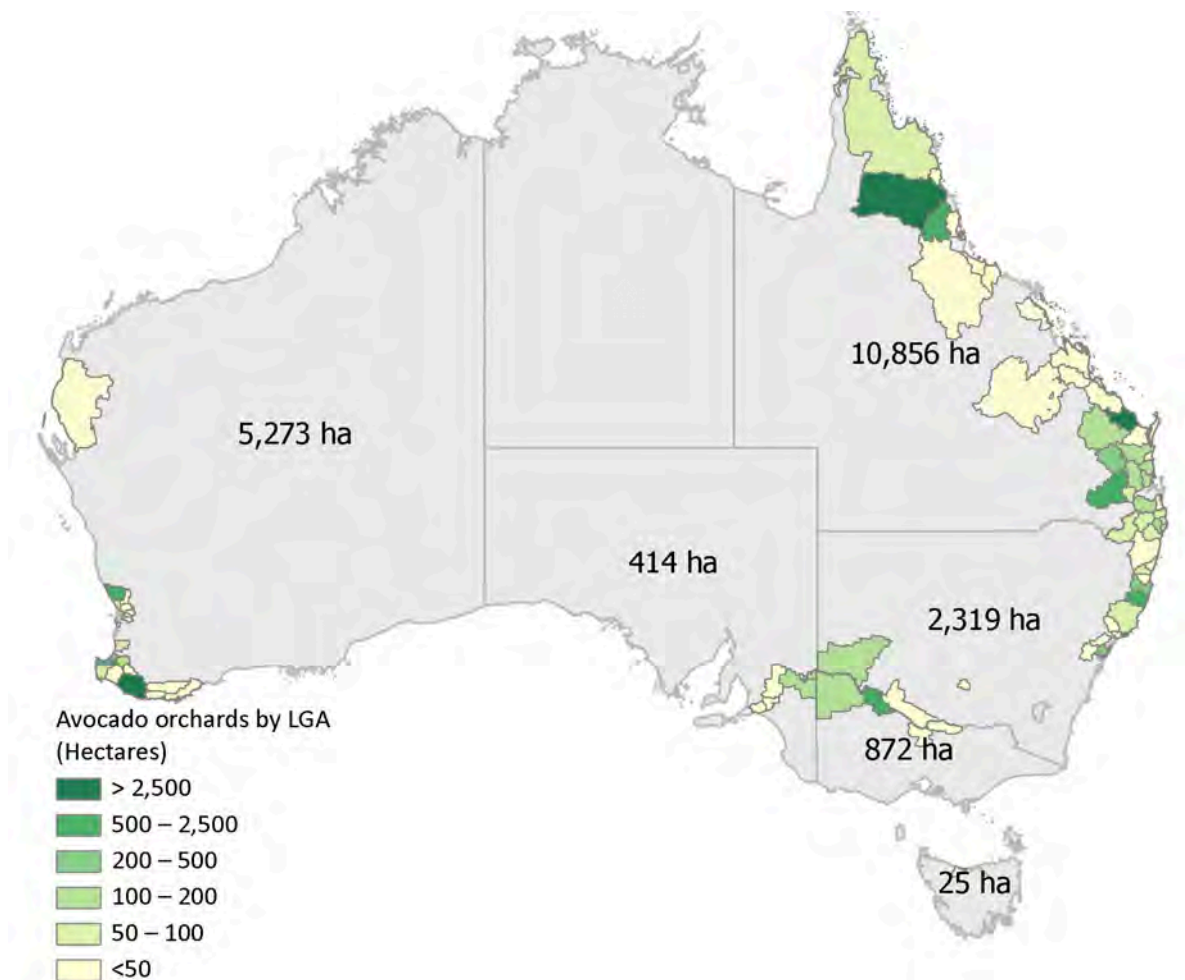 10,856 ha
5,273 ha
414 ha
2,319 ha
872 ha
25 ha
Avocado orchards by LGA
(Hectares)
> 2,500
500 – 2,500
200 – 500
100 – 200
50 – 100
<50